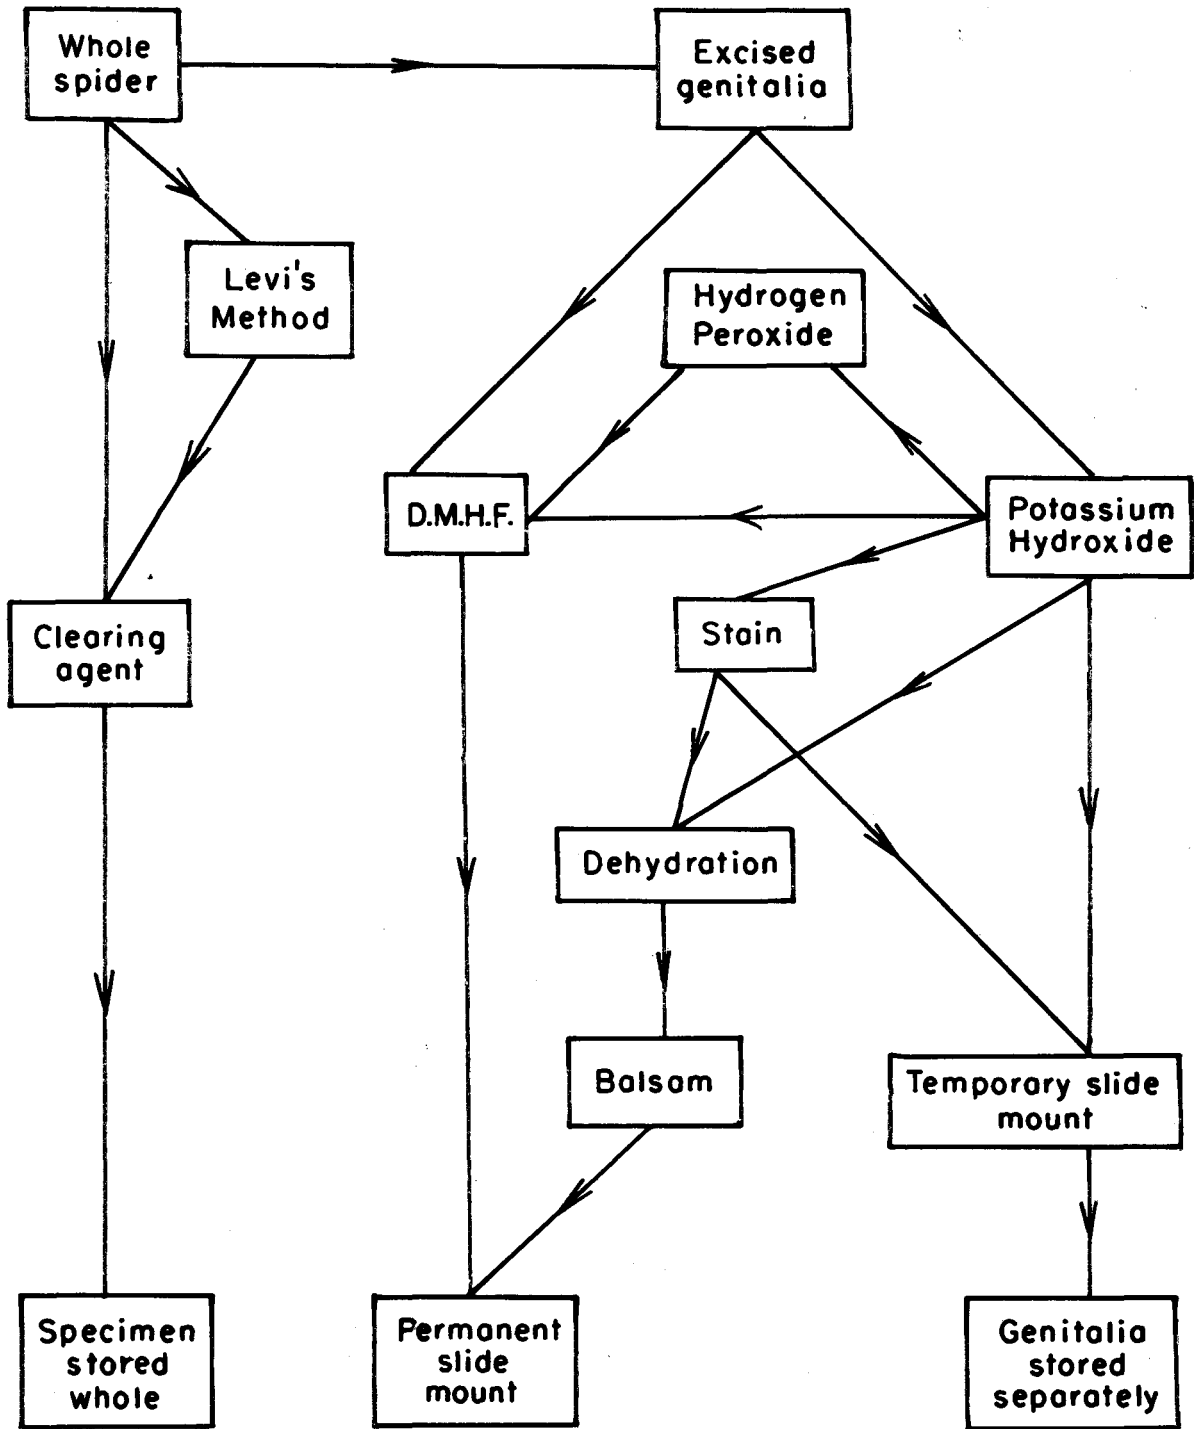 Whole
spider
Excised
genitalia
Levi's
Method
Hydrogen
Peroxide
D.M.H.F.
Potassium
Hydroxide
Clearing
agent
Stain
Dehydration
Balsam
Temporary slide
mount
Specimen
stored
whole
Permanent
slide
mount
Genitalia
stored
separately